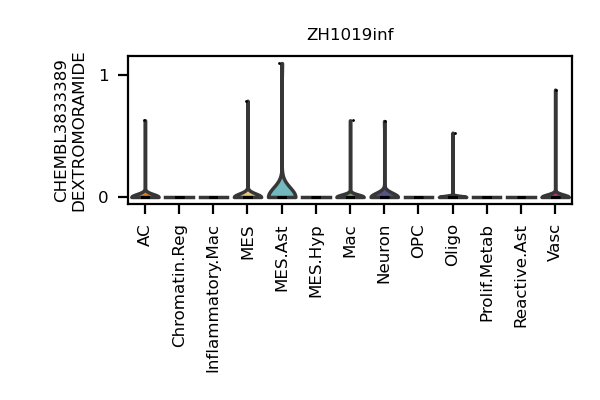 ZH1019inf
CHEMBL3833389
DEXTROMORAMIDE
1
0
AC
Chromatin.Reg
Inflammatory.Mac
MES
MES.Ast
MES.Hyp
Mac
Neuron
OPC
Oligo
Prolif.Metab
Reactive.Ast
Vasc